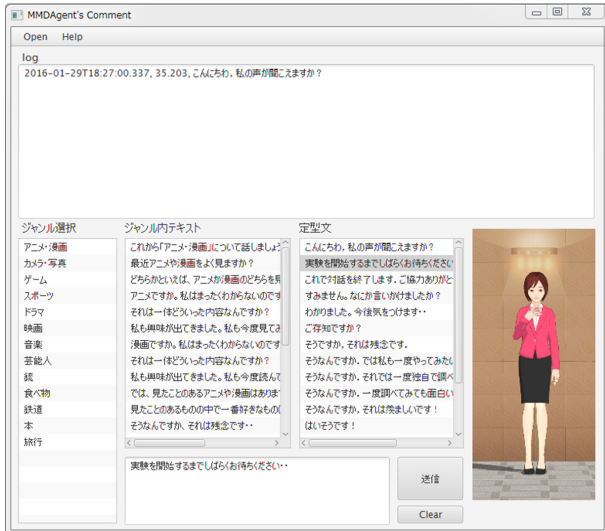 MMDAgent's Comment
Open Help
log
2016-01-29T18:27:00.337, 35.203, こんにちわ．私の声が聞こえますか？
ジャンル選択
アニメ・漫画
カメラ・写真
ゲーム
スポーツ
ドラマ
映画
音楽
芸能人
銃
食べ物
鉄道
本
旅行
ジャンル内テキスト
これから「アニメ・漫画」について話しましょう
最近アニメや漫画をよく見ますか？
どちらかといえば、アニメか漫画のどちらを見
アニメですか。私はまったくわからないのです
それは一体どういった内容なんですか？
私も興味が出てきました。私も今度見てみ
漫画ですか。私はまったくわからないのです
それは一体どういった内容なんですか？
私も興味が出てきました。私も今度読んて
では、見たことのあるアニメや漫画はありま
見たことのあるものの中で一番好きなもの
そうなんですか、それは残念です・・
定型文
こんにちわ．私の声が聞こえますか？
実験を開始するまでしばらくお待ちください
これで対話を終了します．ご協力ありがと
すみません。なにか言いかけましたか？
わかりました。今後気をつけます・・
ご存知ですか？
そうですか．それは残念です．
そうなんですか．では私も一度やってみたい
そうなんですか．それでは一度独自で調べ
そうなんですか．一度調べてみても面白い
そうなんですか．それは羨ましいです！
はいそうです！
実験を開始するまでしばらくお待ちください・・
送信
Clear